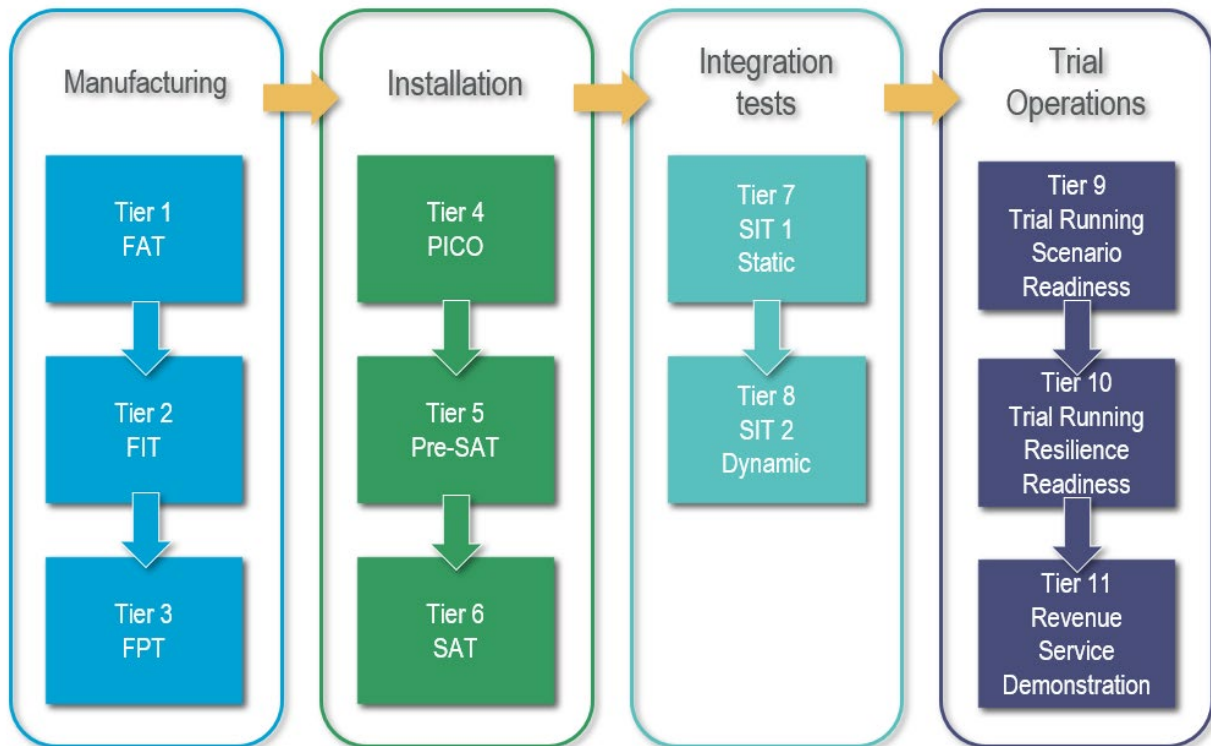 Manufacturing
Tier 1
FAT
Tier 2
FIT
Tier 3
FPT
Installation
Tier 4
PICO
Tier 5
Pre-SAT
Tier 6
SAT
Integration
tests
Tier 7
SIT 1
Static
Tier 8
SIT 2
Dynamic
Trial
Operations
Tier 9
Trial Running
Scenario
Readiness
Tier 10
Trial Running
Resilience
Readiness
Tier 11
Revenue
Service
Demonstration